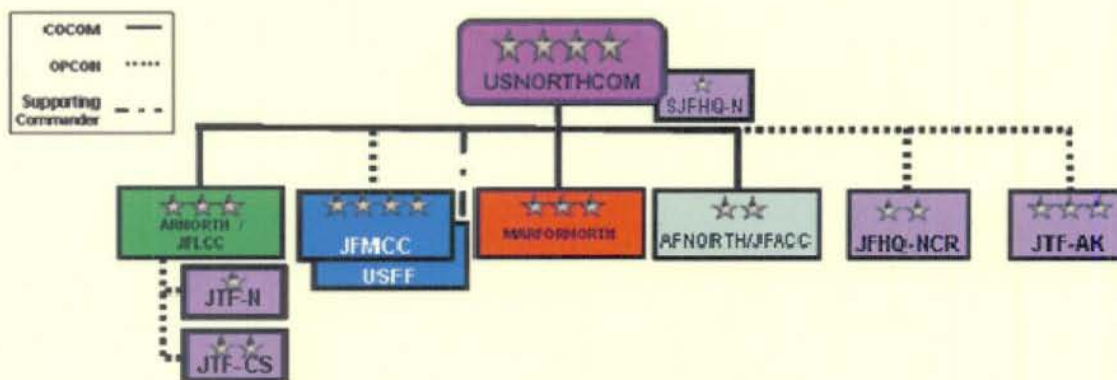 COCOM
OPCON
Supporting
Commander
USNORTHCOM
SJFHQ-N
ARNORTH /
JFLCC
JFMCC
USFF
MARFORNORTH
AFNORTH/JFACC
JFHQ-NCR
JTF-AK
JTF-N
JTF-CS